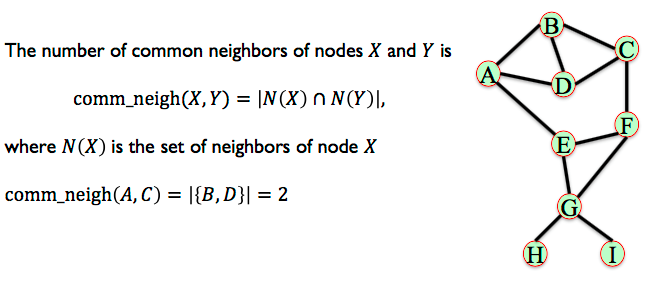 The number of common neighbors of nodes X and Y is
comm_neigh(X, Y) = |N(X) ∩ N(Y)|,
where N(X) is the set of neighbors of node X
comm_neigh(A, C) = |{B, D}| = 2
B
C
A
D
F
E
G
H
I